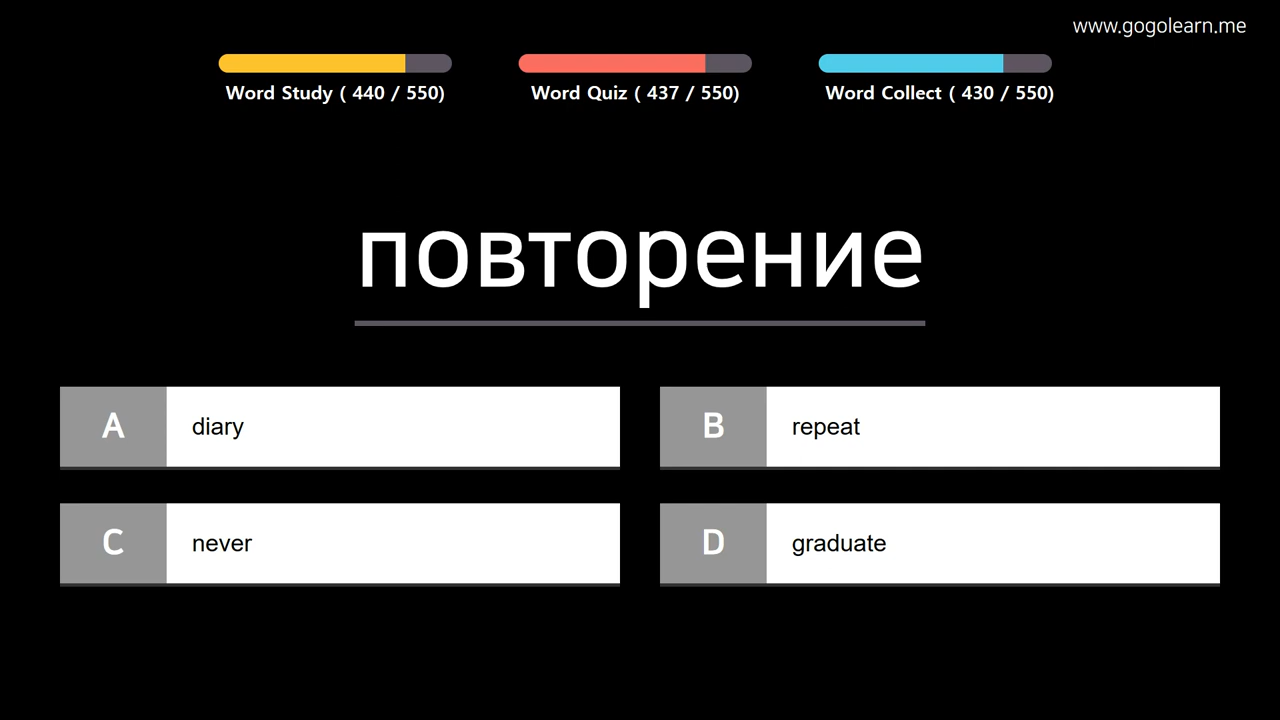 www.gogolearn.me
Word Study ( 440 / 550)
Word Quiz ( 437 / 550)
Word Collect ( 430 / 550)
повторение
A diary
B repeat
C never
D graduate